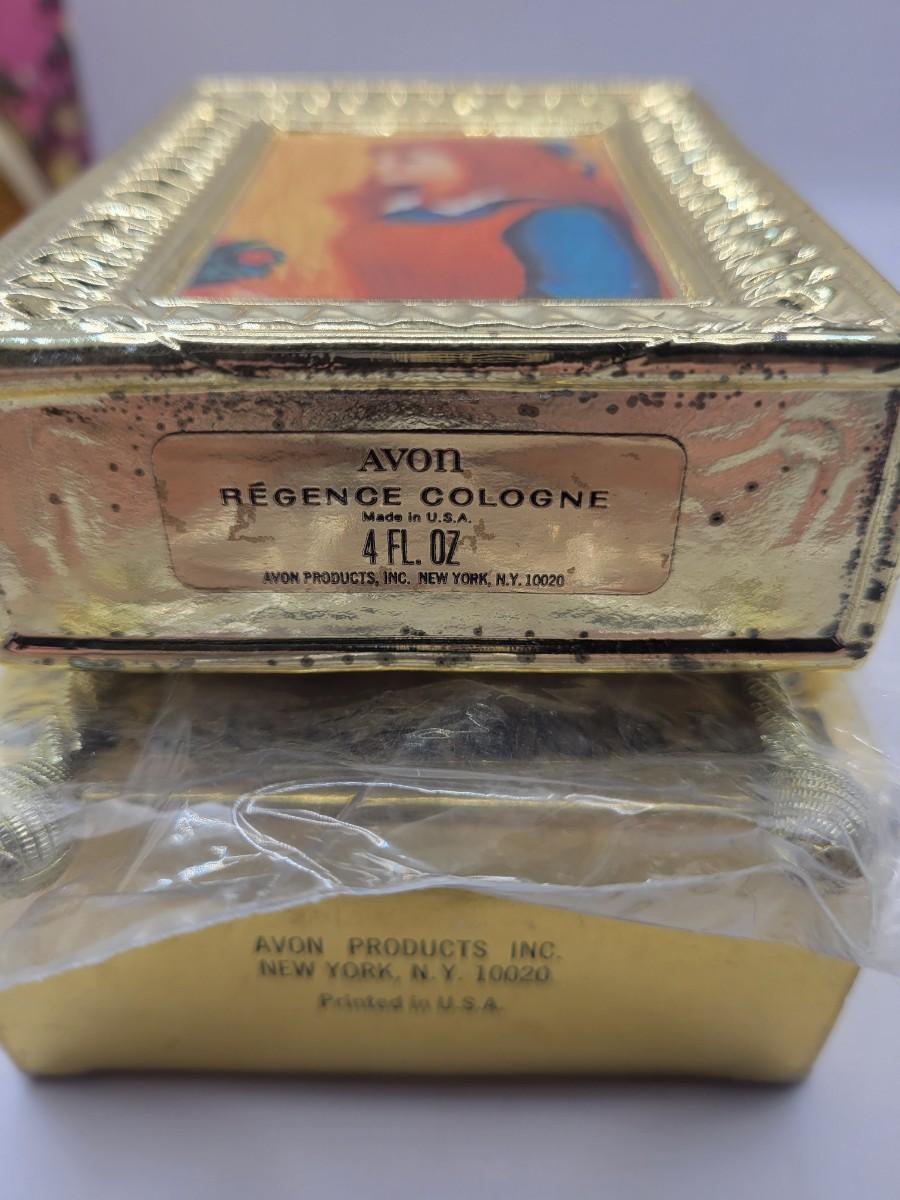 AVON
RÉGENCE COLOGNE
Made in U.S.A.
4 FL. OZ
AVON PRODUCTS, INC. NEW YORK, N.Y. 10020
AVON PRODUCTS INC.
NEW YORK, N.Y. 10020
Printed in U.S.A.